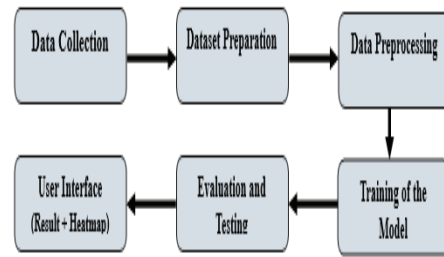 Data Collection
Dataset Preparation
Data Preprocessing
Training of the
Model
Evaluation and
Testing
User Interface
(Result + Heatmap)